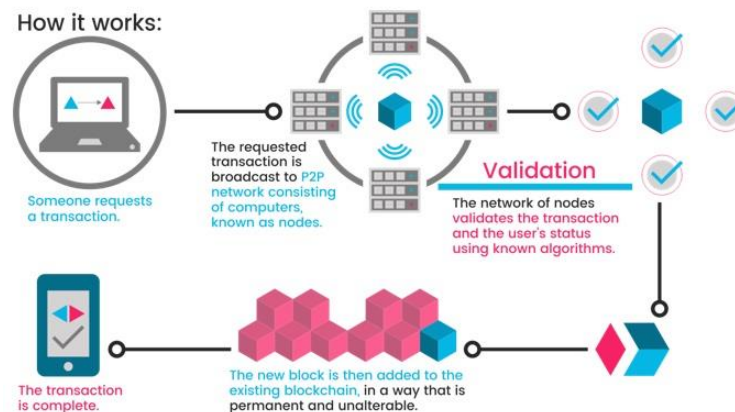 How it works:
Someone requests
a transaction.
The requested
transaction is
broadcast to P2P
network consisting
of computers,
known as nodes.
Validation
The network of nodes
validates the transaction
and the user's status
using known algorithms.
The new block is then added to the
existing blockchain, in a way that is
permanent and unalterable.
The transaction
is complete.